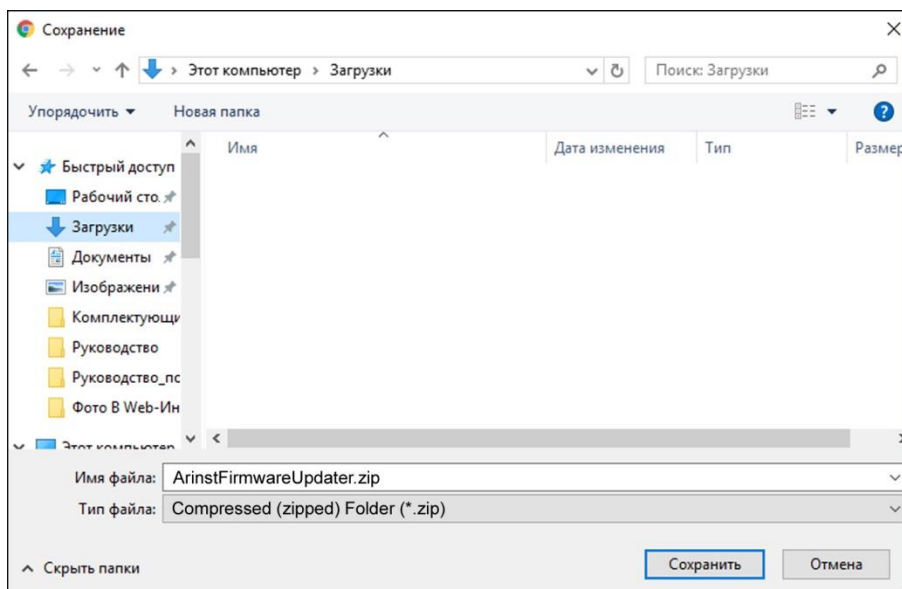 Сохранение
Этот компьютер › Загрузки
Поиск: Загрузки
Упорядочить
Новая папка
Имя
Дата изменения
Тип
Размер
Быстрый доступ
Рабочий сто.
Загрузки
Документы
Изображени
Комплектующи
Руководство
Руководство_пс
Фото В Web-Ин
Этот компьютер
Имя файла: ArinstFirmwareUpdater.zip
Тип файла: Compressed (zipped) Folder (*.zip)
Скрыть папки
Сохранить
Отмена